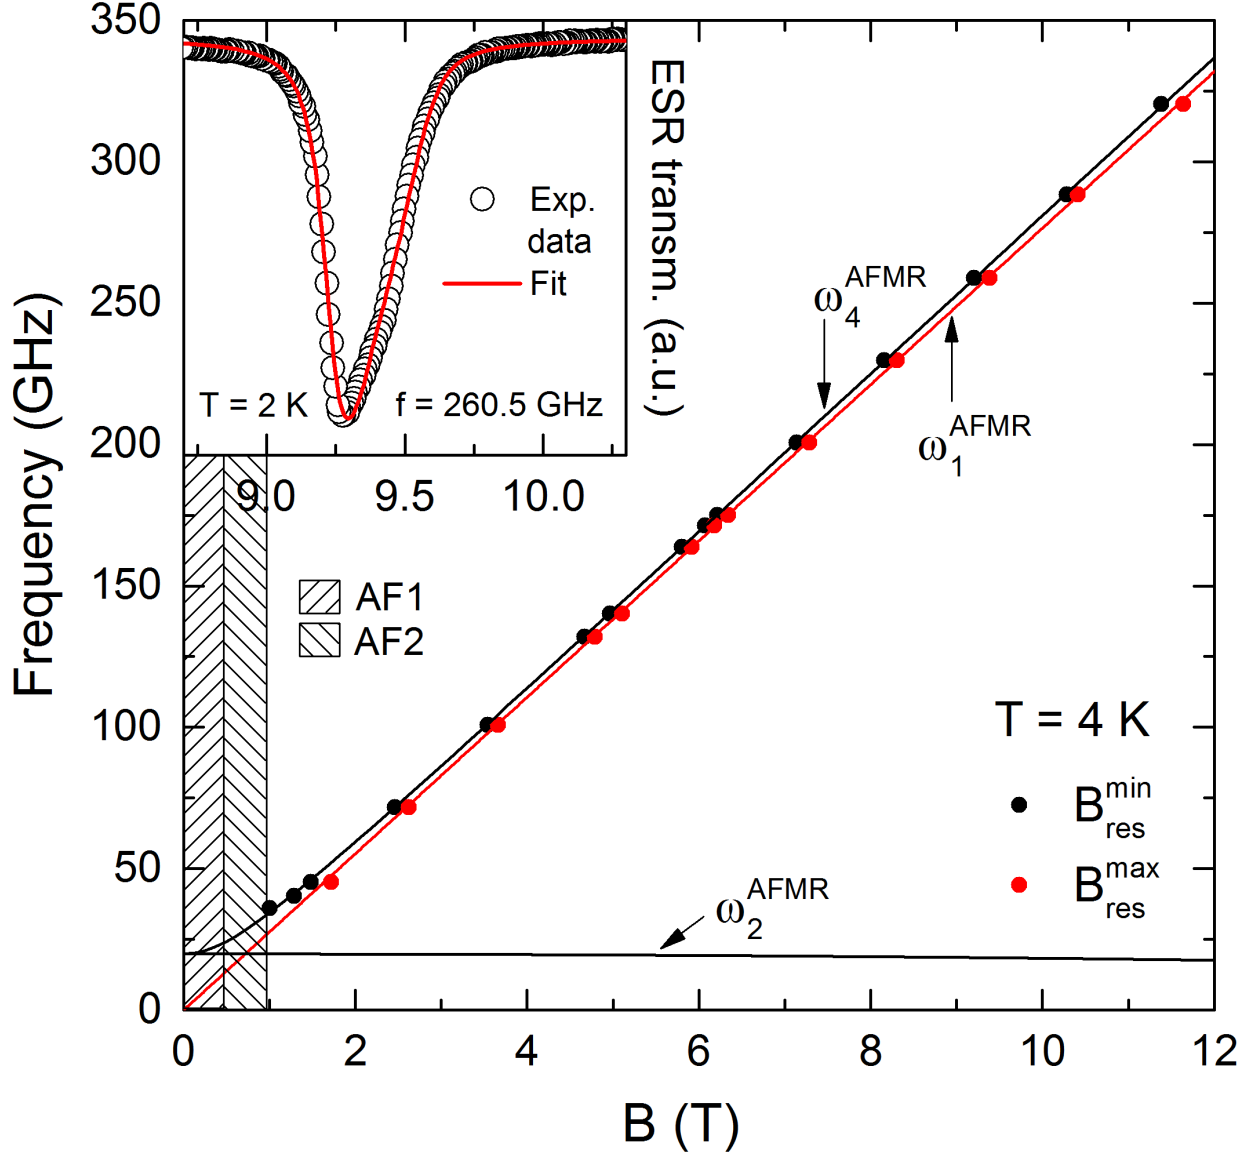 350
300
250
200
150
100
50
0
Frequency (GHz)
0
2
4
6
8
10
12
B (T)
ESR transm. (a.u.)
Exp.
data
Fit
T = 2 K
f = 260.5 GHz
9.0
9.5
10.0
ω4AFMR
ω1AFMR
AF1
AF2
T = 4 K
Bresmin
Bresmax
ω2AFMR